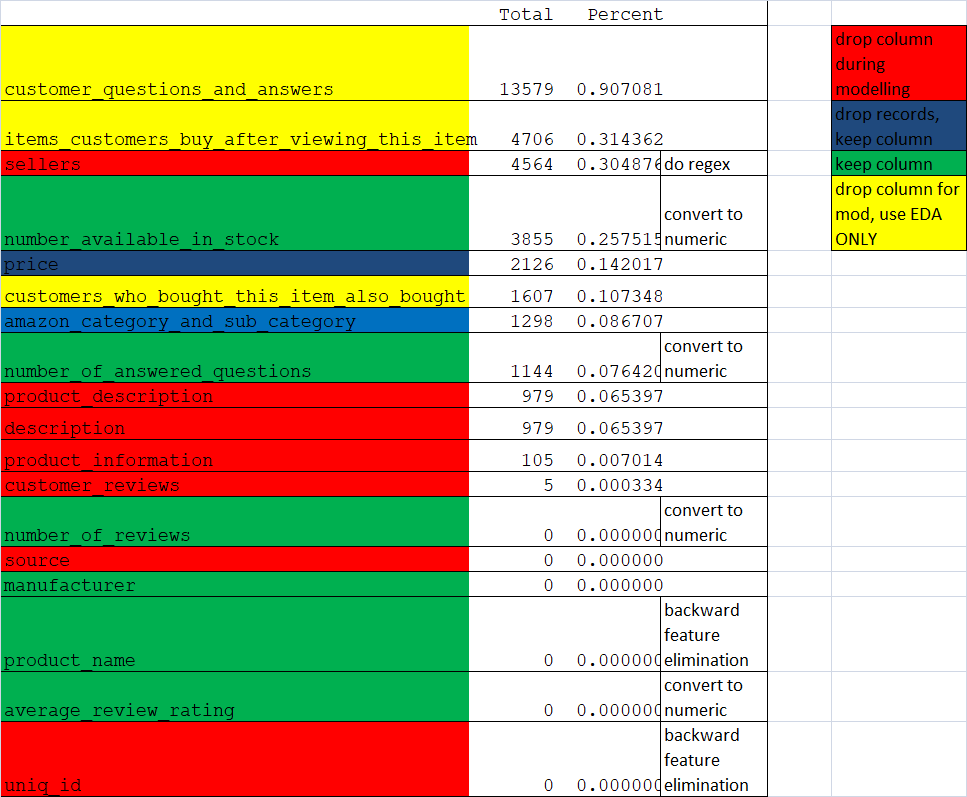 Total Percent
customer_questions_and_answers 13579 0.907081
items_customers_buy_after_viewing_this_item 4706 0.314362
sellers 4564 0.304876 do regex
number_available_in_stock 3855 0.257515 convert to
numeric
price 2126 0.142017
customers_who_bought_this_item_also_bought 1607 0.107348
amazon_category_and_sub_category 1298 0.086707
number_of_answered_questions 1144 0.076420 convert to
numeric
product_description 979 0.065397
description 979 0.065397
product_information 105 0.007014
customer_reviews 5 0.000334
number_of_reviews 0 0.000000 convert to
numeric
source 0 0.000000
manufacturer 0 0.000000
product_name 0 0.000000 backward
feature
elimination
average_review_rating 0 0.000000 convert to
numeric
uniq_id 0 0.000000 backward
feature
elimination
drop column
during
modelling
drop records,
keep column
keep column
drop column for
mod, use EDA
ONLY